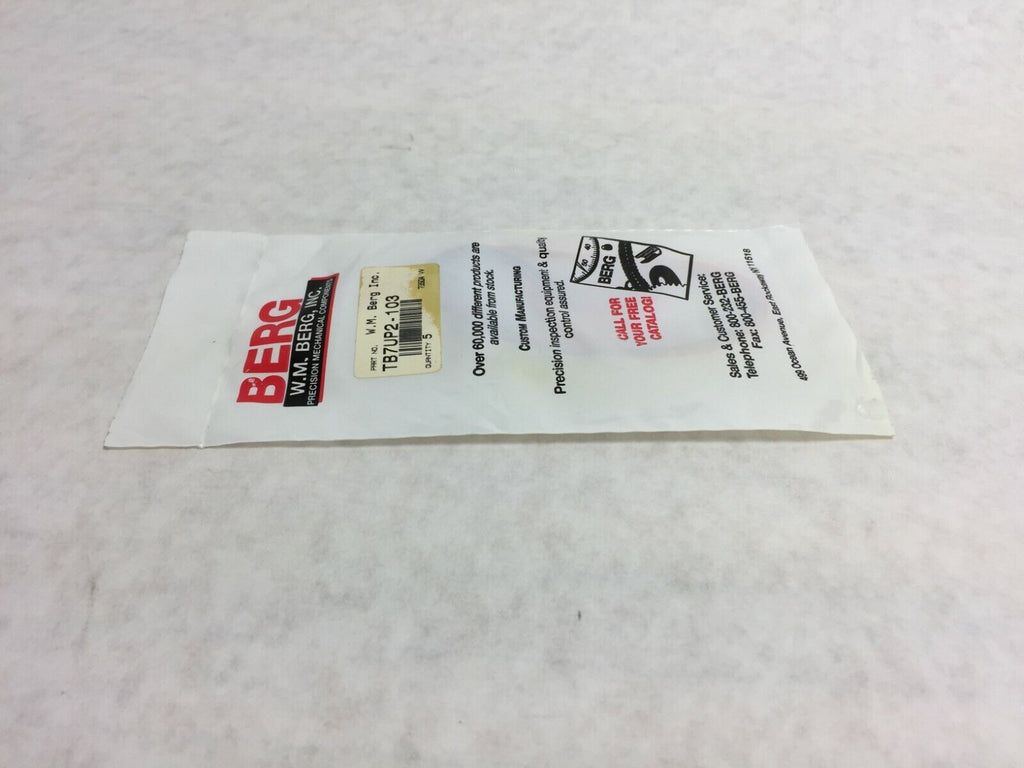 BERG
W.M. BERG, INC.
PRECISION MECHANICAL COMPONENTS
W.M. Berg Inc.
PART NO.
TB7UP2-103
QUANTITY 5
Over 60,000 different products are
available from stock.
CUSTOM MANUFACTURING
Precision inspection equipment & quality
control assured.
BERG
CALL FOR
YOUR FREE
CATALOG!
Sales & Customer Service:
Telephone: 800-232-BERG
Fax: 800-455-BERG
499 Ocean Avenue, East Rockaway, NY 11518